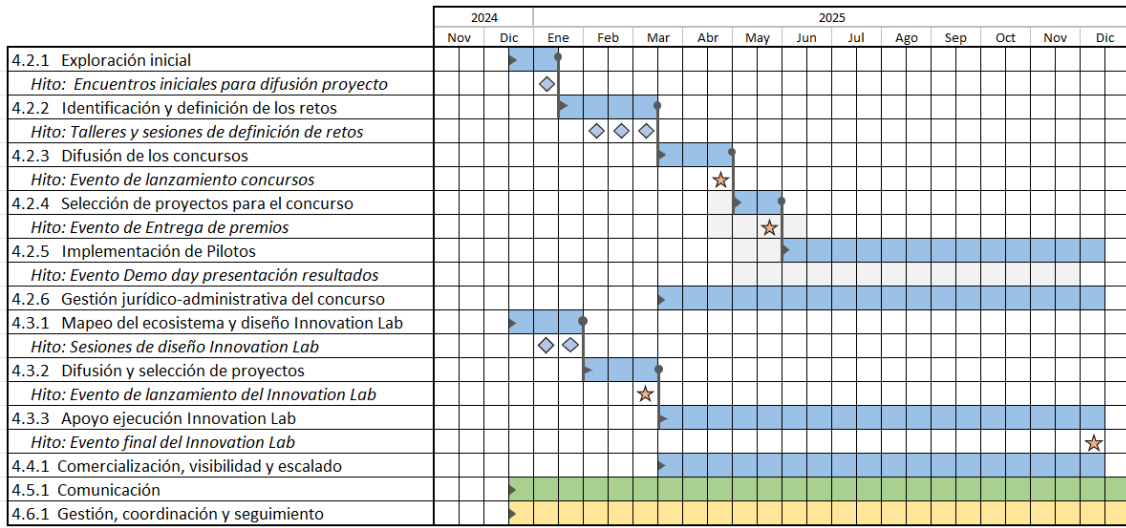 2024 2025
Nov Dic Ene Feb Mar Abr May Jun Jul Ago Sep Oct Nov Dic
4.2.1 Exploración inicial
Hito: Encuentros iniciales para difusión proyecto
4.2.2 Identificación y definición de los retos
Hito: Talleres y sesiones de definición de retos
4.2.3 Difusión de los concursos
Hito: Evento de lanzamiento concursos
4.2.4 Selección de proyectos para el concurso
Hito: Evento de Entrega de premios
4.2.5 Implementación de Pilotos
Hito: Evento Demo day presentación resultados
4.2.6 Gestión jurídico-administrativa del concurso
4.3.1 Mapeo del ecosistema y diseño Innovation Lab
Hito: Sesiones de diseño Innovation Lab
4.3.2 Difusión y selección de proyectos
Hito: Evento de lanzamiento del Innovation Lab
4.3.3 Apoyo ejecución Innovation Lab
Hito: Evento final del Innovation Lab
4.4.1 Comercialización, visibilidad y escalado
4.5.1 Comunicación
4.6.1 Gestión, coordinación y seguimiento